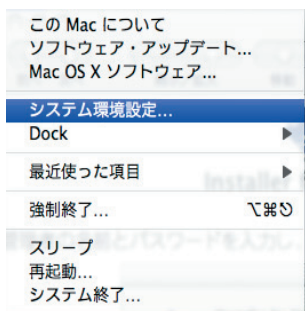 この Mac について
ソフトウェア・アップデート...
Mac OS X ソフトウェア...
システム環境設定...
Dock
最近使った項目
強制終了... ⌥⌘⎋
スリープ
再起動...
システム終了...